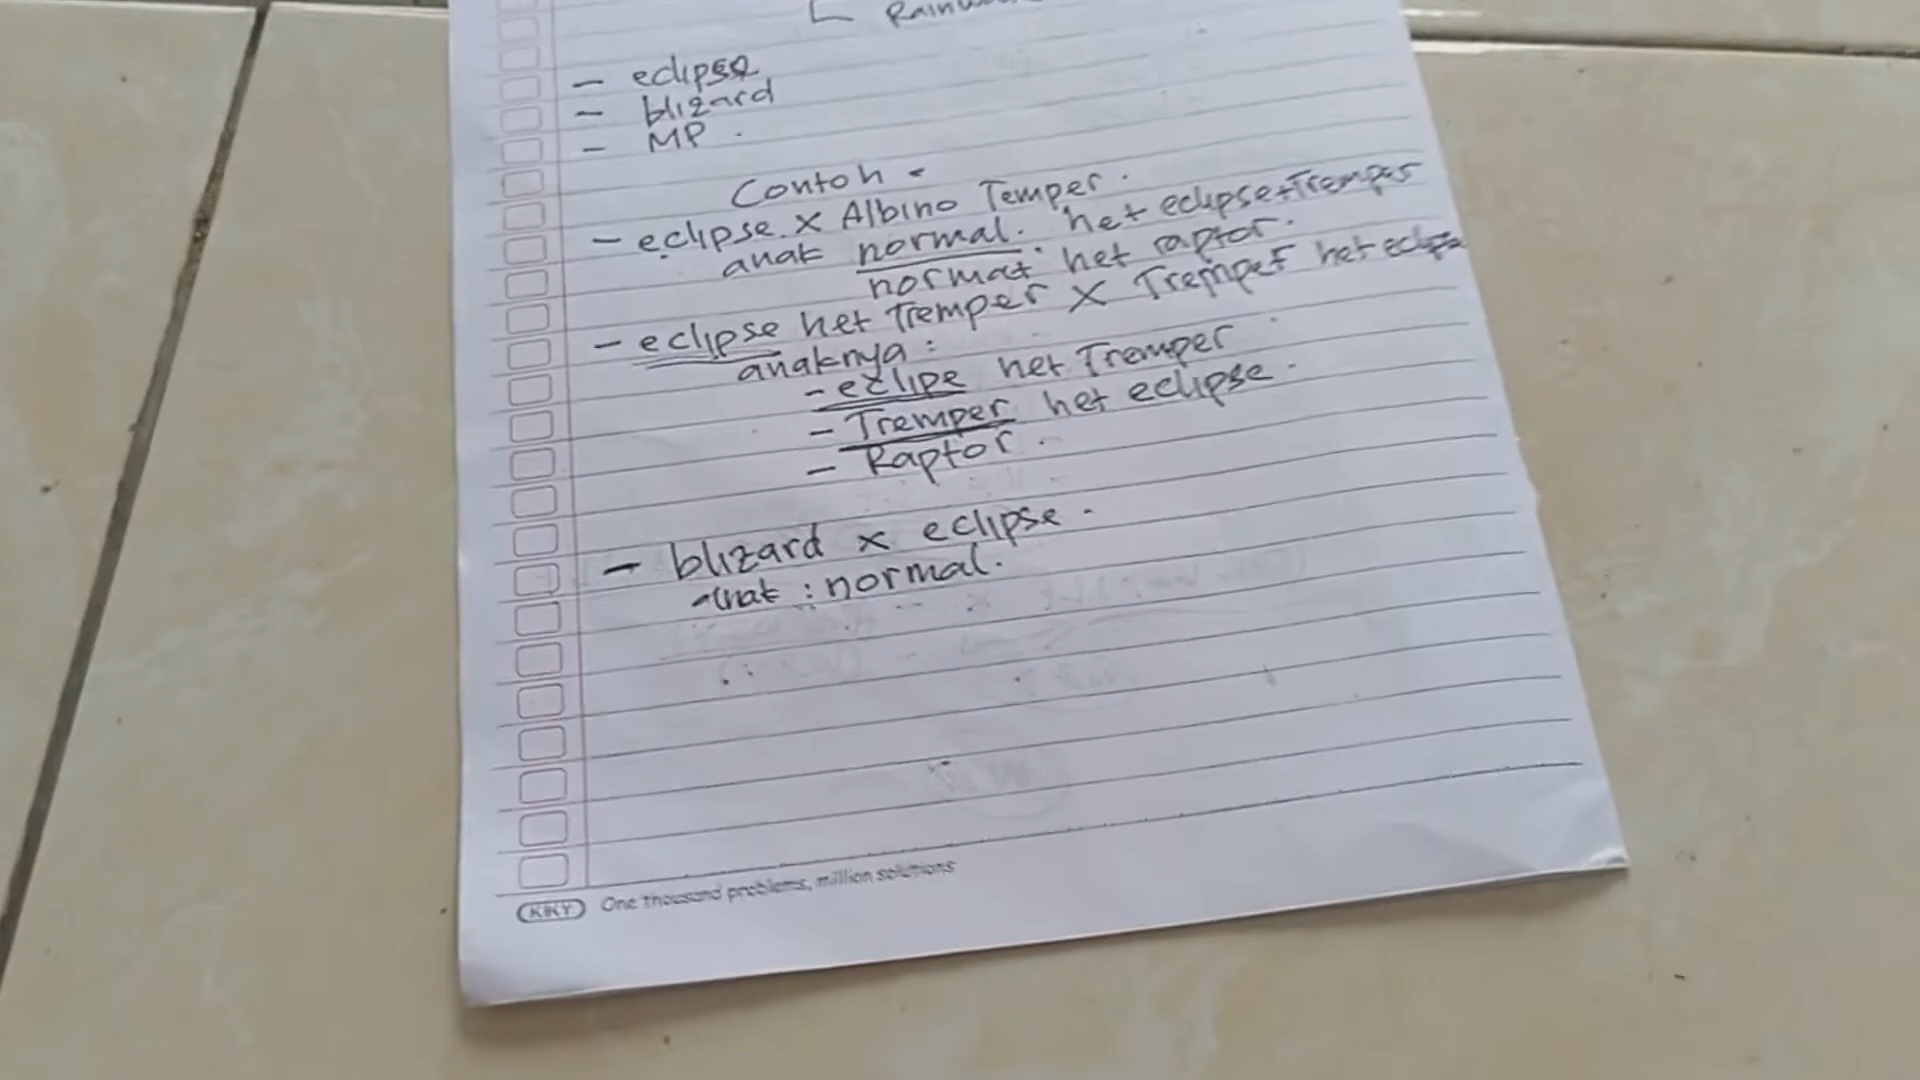 - eclipse
- blizard
- MP .
Contoh =
- eclipse x Albino Temper.
anak normal. het eclipse + Tremper
normal het raptor.
- eclipse het Tremper X Tremper het eclipse
anaknya :
- eclipe het Tremper
- Tremper het eclipse.
- Raptor.
- blizard x eclipse.
anak : normal.
KIKY One thousand problems, million solutions